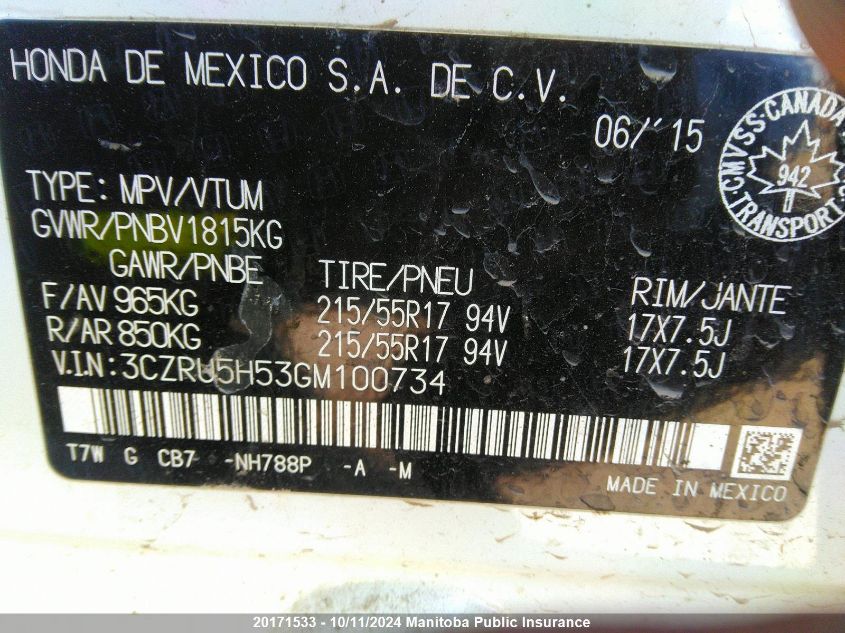 HONDA DE MEXICO S.A. DE C.V.
06/'15
CMVSS·CANADA·
942
TRANSPORT
TYPE: MPV/VTUM
GVWR/PNBV1815KG
GAWR/PNBE TIRE/PNEU RIM/JANTE
F/AV 965KG 215/55R17 94V 17X7.5J
R/AR 850KG 215/55R17 94V 17X7.5J
V.I.N:3CZRU5H53GM100734
T7W G CB7 -NH788P -A -M
MADE IN MEXICO
20171533 - 10/11/2024 Manitoba Public Insurance